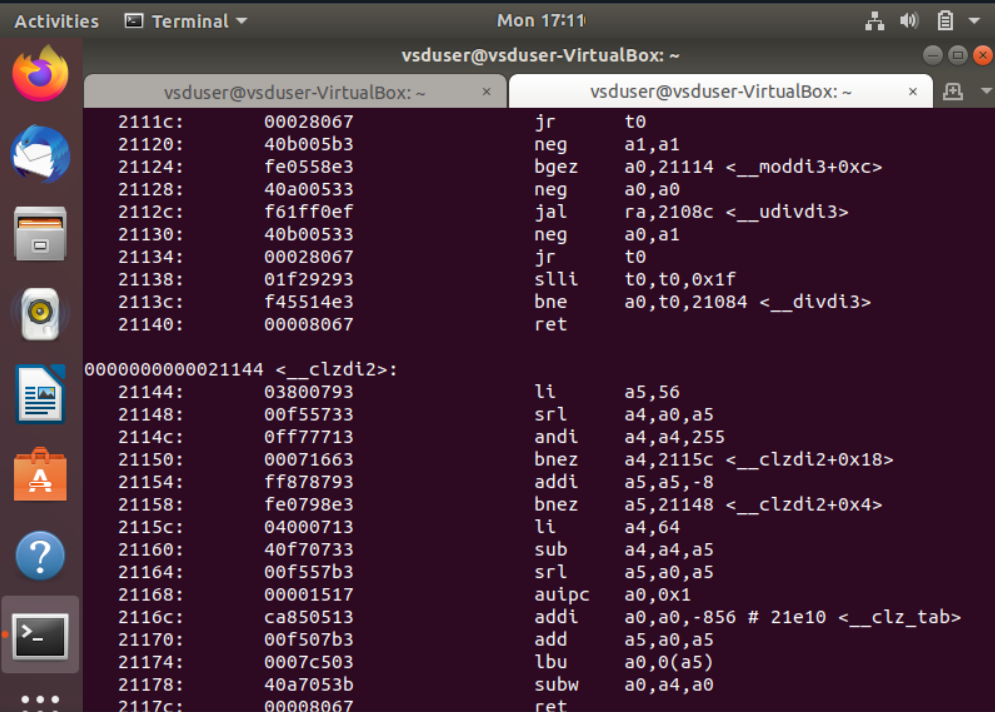 Activities Terminal Mon 17:11
vsduser@vsduser-VirtualBox: ~
vsduser@vsduser-VirtualBox: ~ × vsduser@vsduser-VirtualBox: ~ ×
2111c: 00028067 jr t0
21120: 40b005b3 neg a1,a1
21124: fe0558e3 bgez a0,21114 <__moddi3+0xc>
21128: 40a00533 neg a0,a0
2112c: f61ff0ef jal ra,2108c <__udivdi3>
21130: 40b00533 neg a0,a1
21134: 00028067 jr t0
21138: 01f29293 slli t0,t0,0x1f
2113c: f45514e3 bne a0,t0,21084 <__divdi3>
21140: 00008067 ret
0000000000021144 <__clzdi2>:
21144: 03800793 li a5,56
21148: 00f55733 srl a4,a0,a5
2114c: 0ff77713 andi a4,a4,255
21150: 00071663 bnez a4,2115c <__clzdi2+0x18>
21154: ff878793 addi a5,a5,-8
21158: fe0798e3 bnez a5,21148 <__clzdi2+0x4>
2115c: 04000713 li a4,64
21160: 40f70733 sub a4,a4,a5
21164: 00f557b3 srl a5,a0,a5
21168: 00001517 auipc a0,0x1
2116c: ca850513 addi a0,a0,-856 # 21e10 <__clz_tab>
21170: 00f507b3 add a5,a0,a5
21174: 0007c503 lbu a0,0(a5)
21178: 40a7053b subw a0,a4,a0
2117c: 00008067 ret